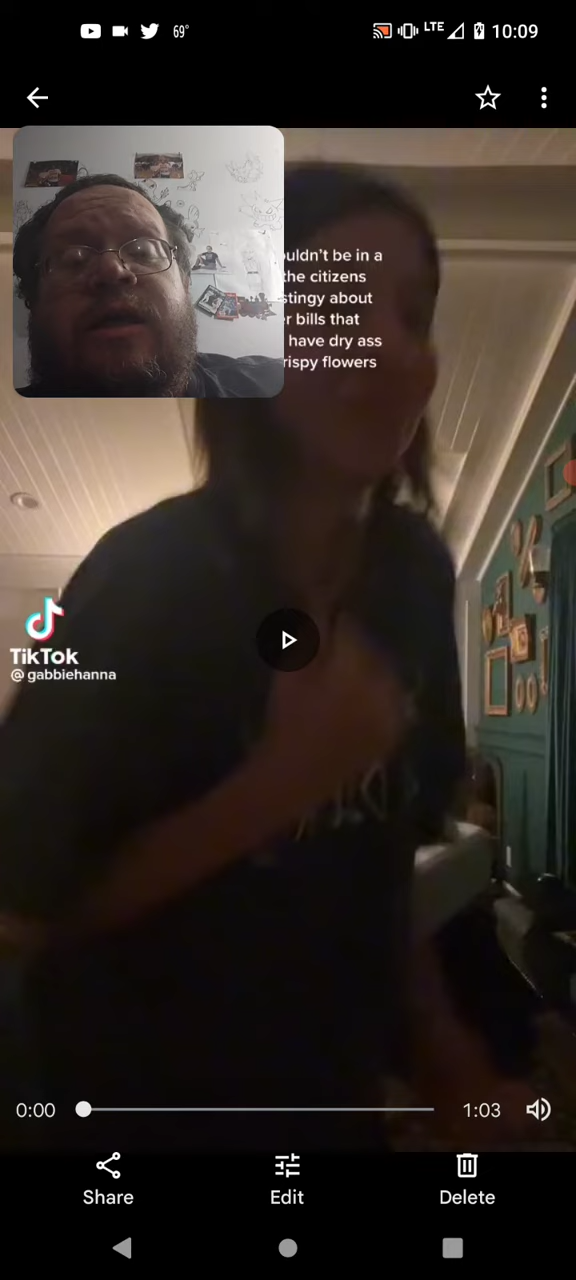 69°
LTE
10:09
ouldn't be in a
the citizens
stingy about
r bills that
have dry ass
rispy flowers
TikTok
@gabbiehanna
0:00
1:03
Share
Edit
Delete